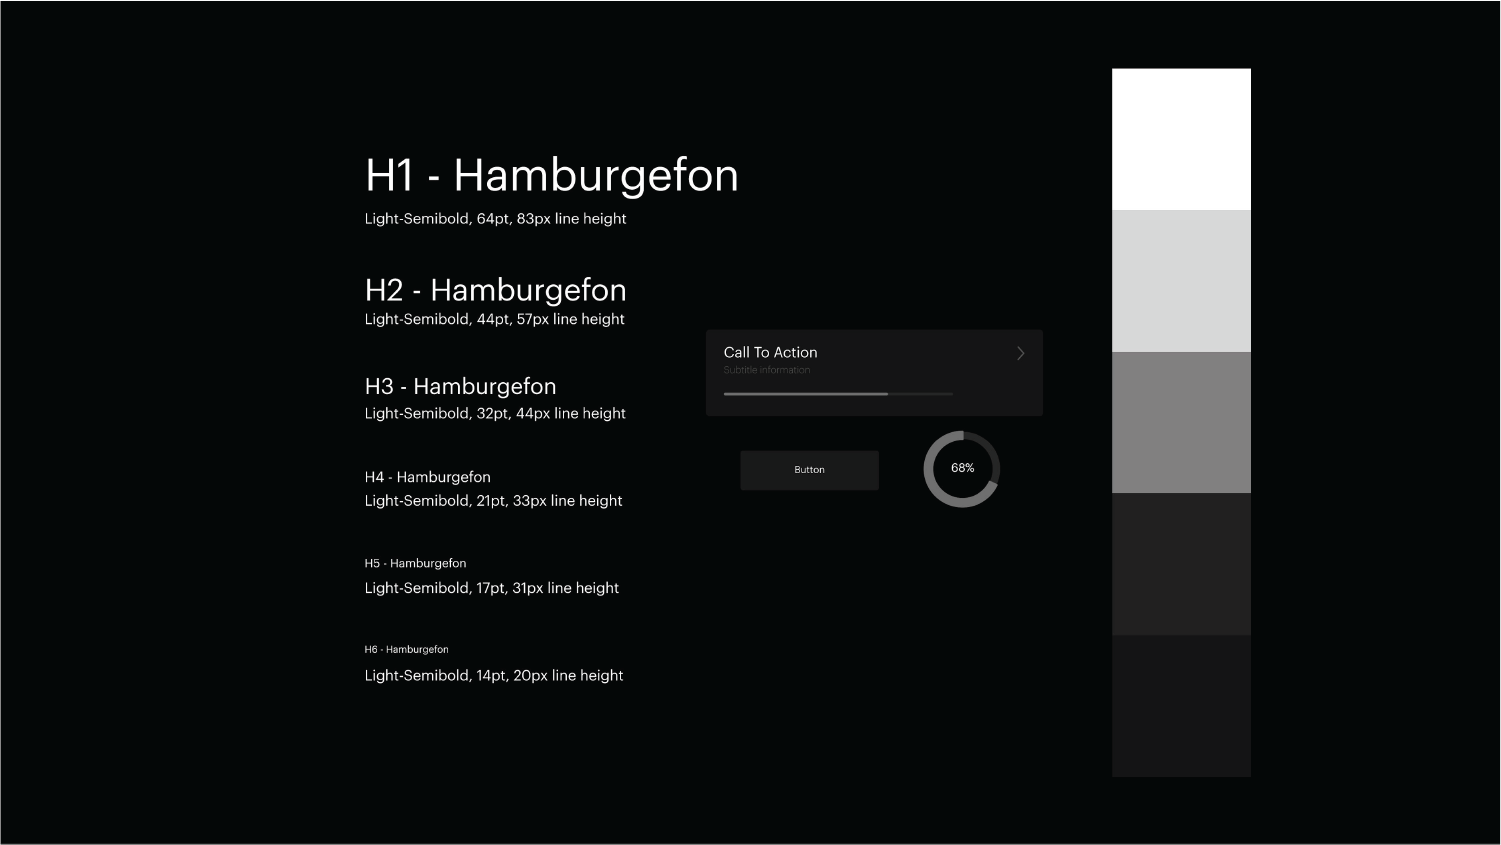 H1 - Hamburgefon
Light-Semibold, 64pt, 83px line height
H2 - Hamburgefon
Light-Semibold, 44pt, 57px line height
H3 - Hamburgefon
Light-Semibold, 32pt, 44px line height
H4 - Hamburgefon
Light-Semibold, 21pt, 33px line height
H5 - Hamburgefon
Light-Semibold, 17pt, 31px line height
H6 - Hamburgefon
Light-Semibold, 14pt, 20px line height
Call To Action
Subtitle information
Button
68%